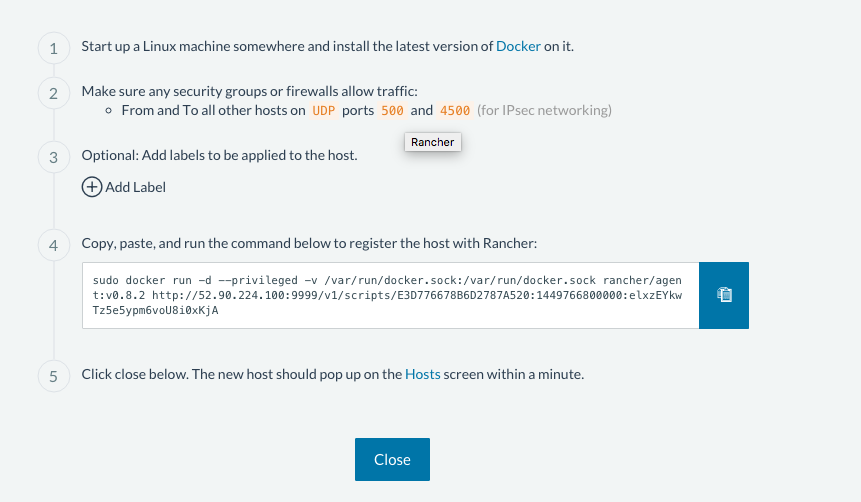 1 Start up a Linux machine somewhere and install the latest version of Docker on it.
2 Make sure any security groups or firewalls allow traffic:
From and To all other hosts on UDP ports 500 and 4500 (for IPsec networking)
Rancher
3 Optional: Add labels to be applied to the host.
Add Label
4 Copy, paste, and run the command below to register the host with Rancher:
sudo docker run -d --privileged -v /var/run/docker.sock:/var/run/docker.sock rancher/agen
t:v0.8.2 http://52.90.224.100:9999/v1/scripts/E3D776678B6D2787A520:1449766800000:elxzEYkw
Tz5e5ypm6voU8i0xKjA
5 Click close below. The new host should pop up on the Hosts screen within a minute.
Close